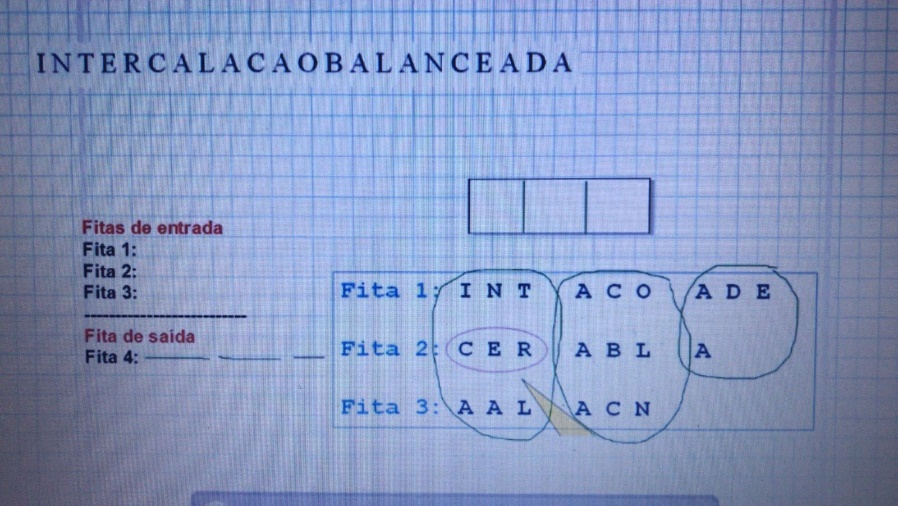 INTERCALACAOBALANCEADA
Fitas de entrada
Fita 1:
Fita 2:
Fita 3:
Fita de saída
Fita 4:
Fita 1: I N T A C O A D E
Fita 2: C E R A B L A
Fita 3: A A L A C N